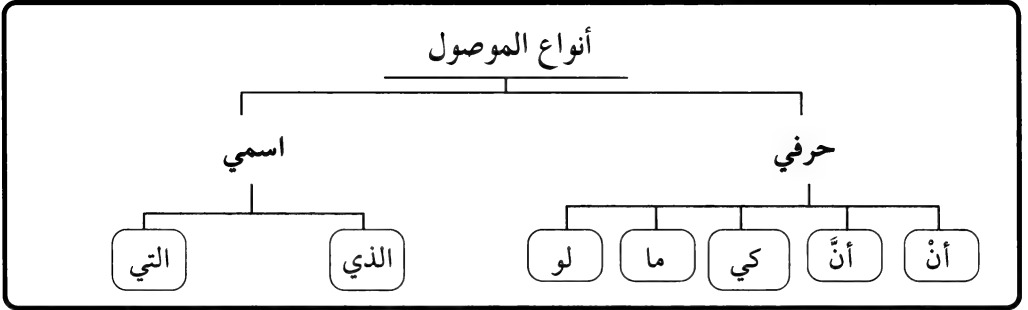 أنواع الموصول
حرفي
اسمي
أنْ
أنَّ
كي
ما
لو
الذي
التي